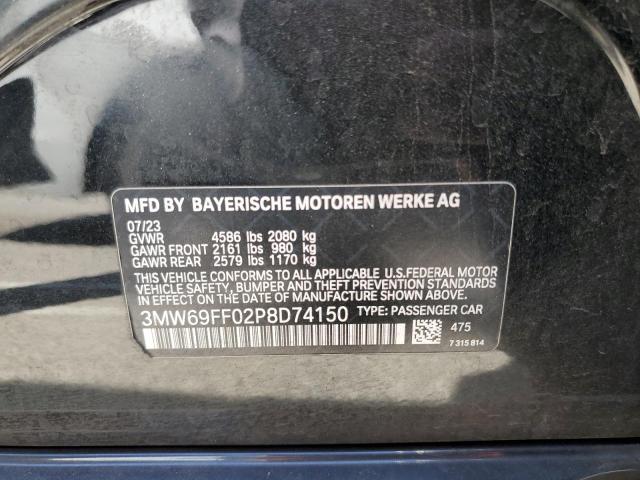 MFD BY BAYERISCHE MOTOREN WERKE AG
07/23
GVWR 4586 lbs 2080 kg
GAWR FRONT 2161 lbs 980 kg
GAWR REAR 2579 lbs 1170 kg
THIS VEHICLE CONFORMS TO ALL APPLICABLE U.S.FEDERAL MOTOR
VEHICLE SAFETY, BUMPER AND THEFT PREVENTION STANDARDS
IN EFFECT ON THE DATE OF MANUFACTURE SHOWN ABOVE.
3MW69FF02P8D74150 TYPE: PASSENGER CAR
475
7 315 814